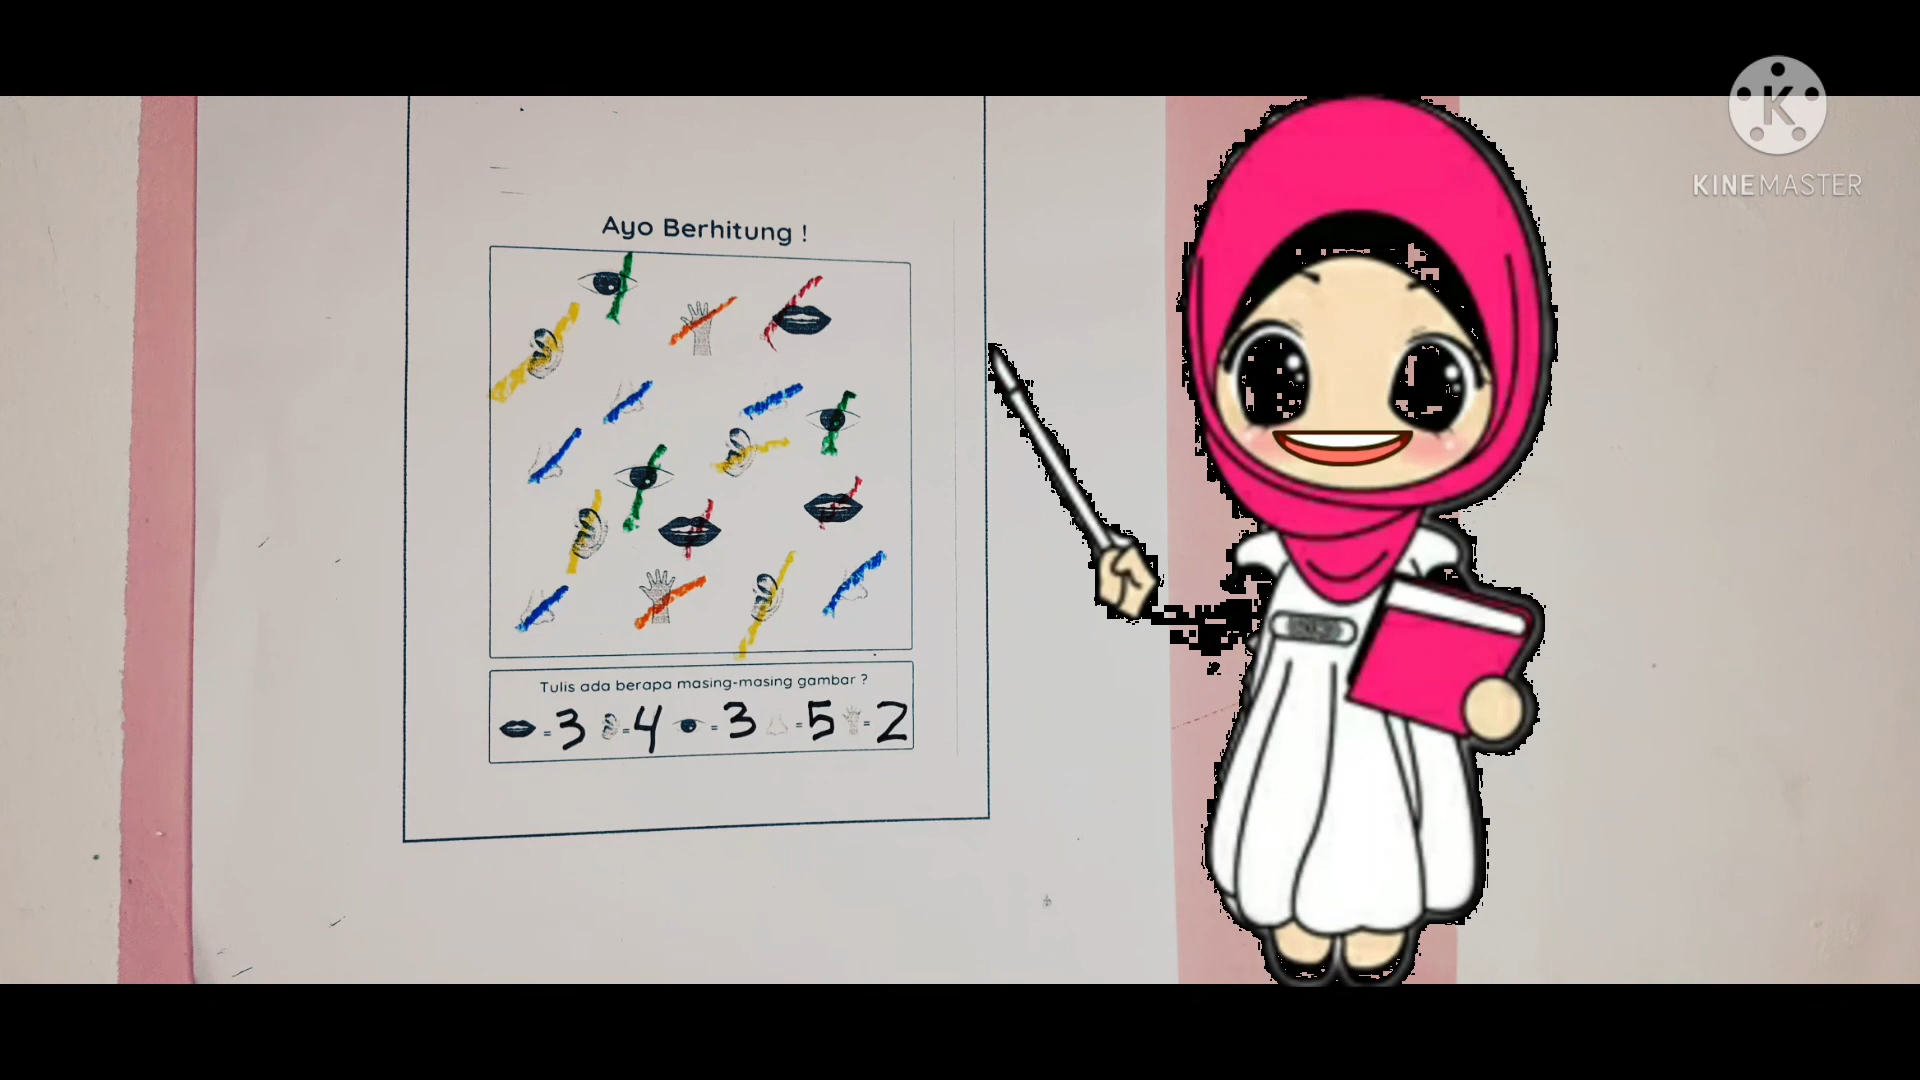 KINEMASTER
Ayo Berhitung !
Tulis ada berapa masing-masing gambar ?
= 3 = 4 = 3 = 5 = 2